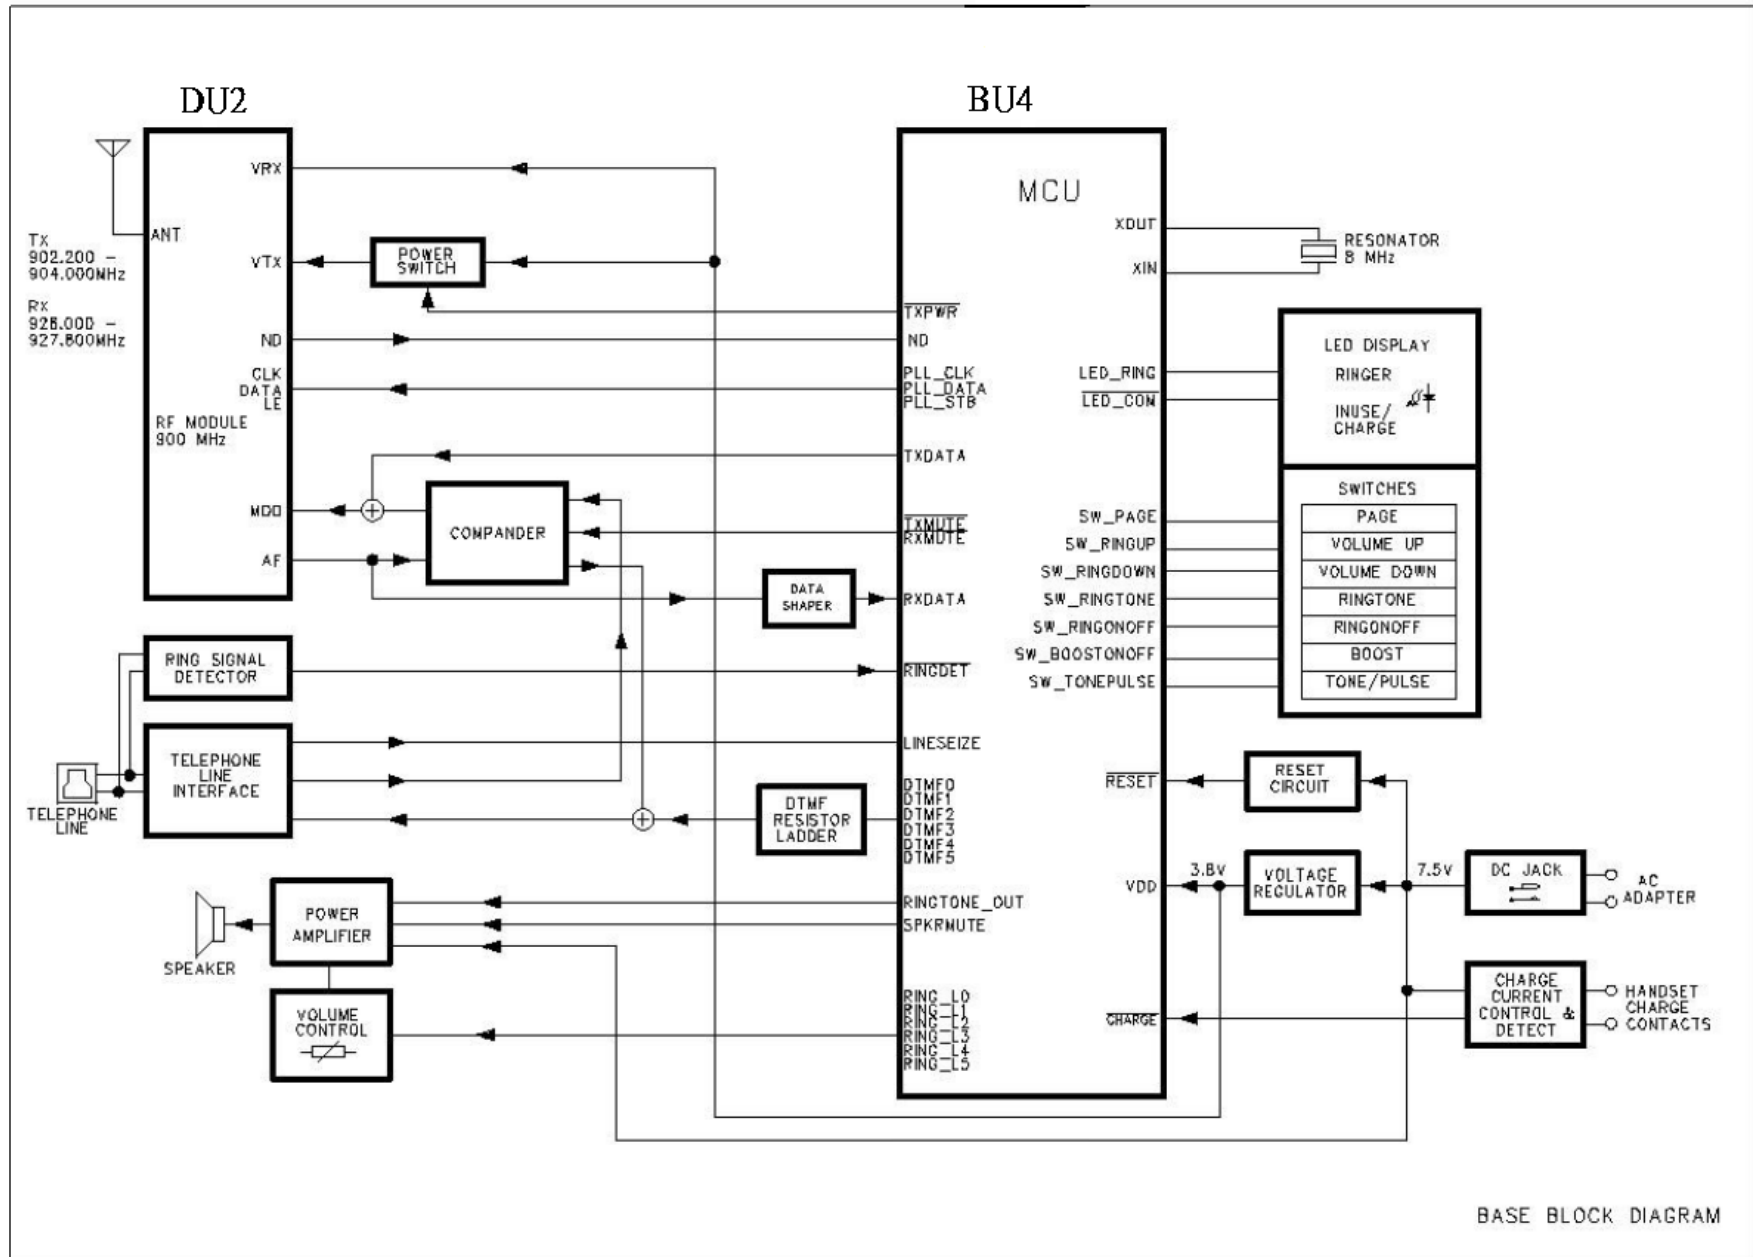 DU2
BU4
VRX
ANT
VTX
ND
CLK
DATA
LE
RF MODULE
900 MHz
MOD
AF
Tx
902.200 -
904.000MHz
Rx
MCU
POWER
SWITCH
TXPWR
ND
PLL_CLK
PLL_DATA
PLL_STB
TXDATA
COMPANDER
TXMUTE
RXMUTE
DATA
SHAPER
RXDATA
RING SIGNAL
DETECTOR
RINGDET
TELEPHONE
LINE
INTERFACE
TELEPHONE
LINE
LINESEIZE
DTMF
RESISTOR
LADDER
DTMF0
DTMF1
DTMF2
DTMF3
DTMF4
DTMF5
POWER
AMPLIFIER
SPEAKER
RINGTONE_OUT
SPKRMUTE
VOLUME
CONTROL
RING_L0
RING_L1
RING_L2
RING_L3
RING_L4
RING_L5
XOUT
XIN
RESONATOR
8 MHz
LED_RING
LED_COM
LED DISPLAY
RINGER
INUSE/
CHARGE
SWITCHES
SW_PAGE
PAGE
SW_RINGUP
VOLUME UP
SW_RINGDOWN
VOLUME DOWN
SW_RINGTONE
RINGTONE
SW_RINGONOFF
RINGONOFF
SW_BOOSTONOFF
BOOST
SW_TONEPULSE
TONE/PULSE
RESET
RESET
CIRCUIT
VDD
3.8v
VOLTAGE
REGULATOR
7.5v
DC JACK
AC
ADAPTER
CHARGE
CHARGE
CURRENT
CONTROL &
DETECT
HANDSET
CHARGE
CONTACTS
BASE BLOCK DIAGRAM